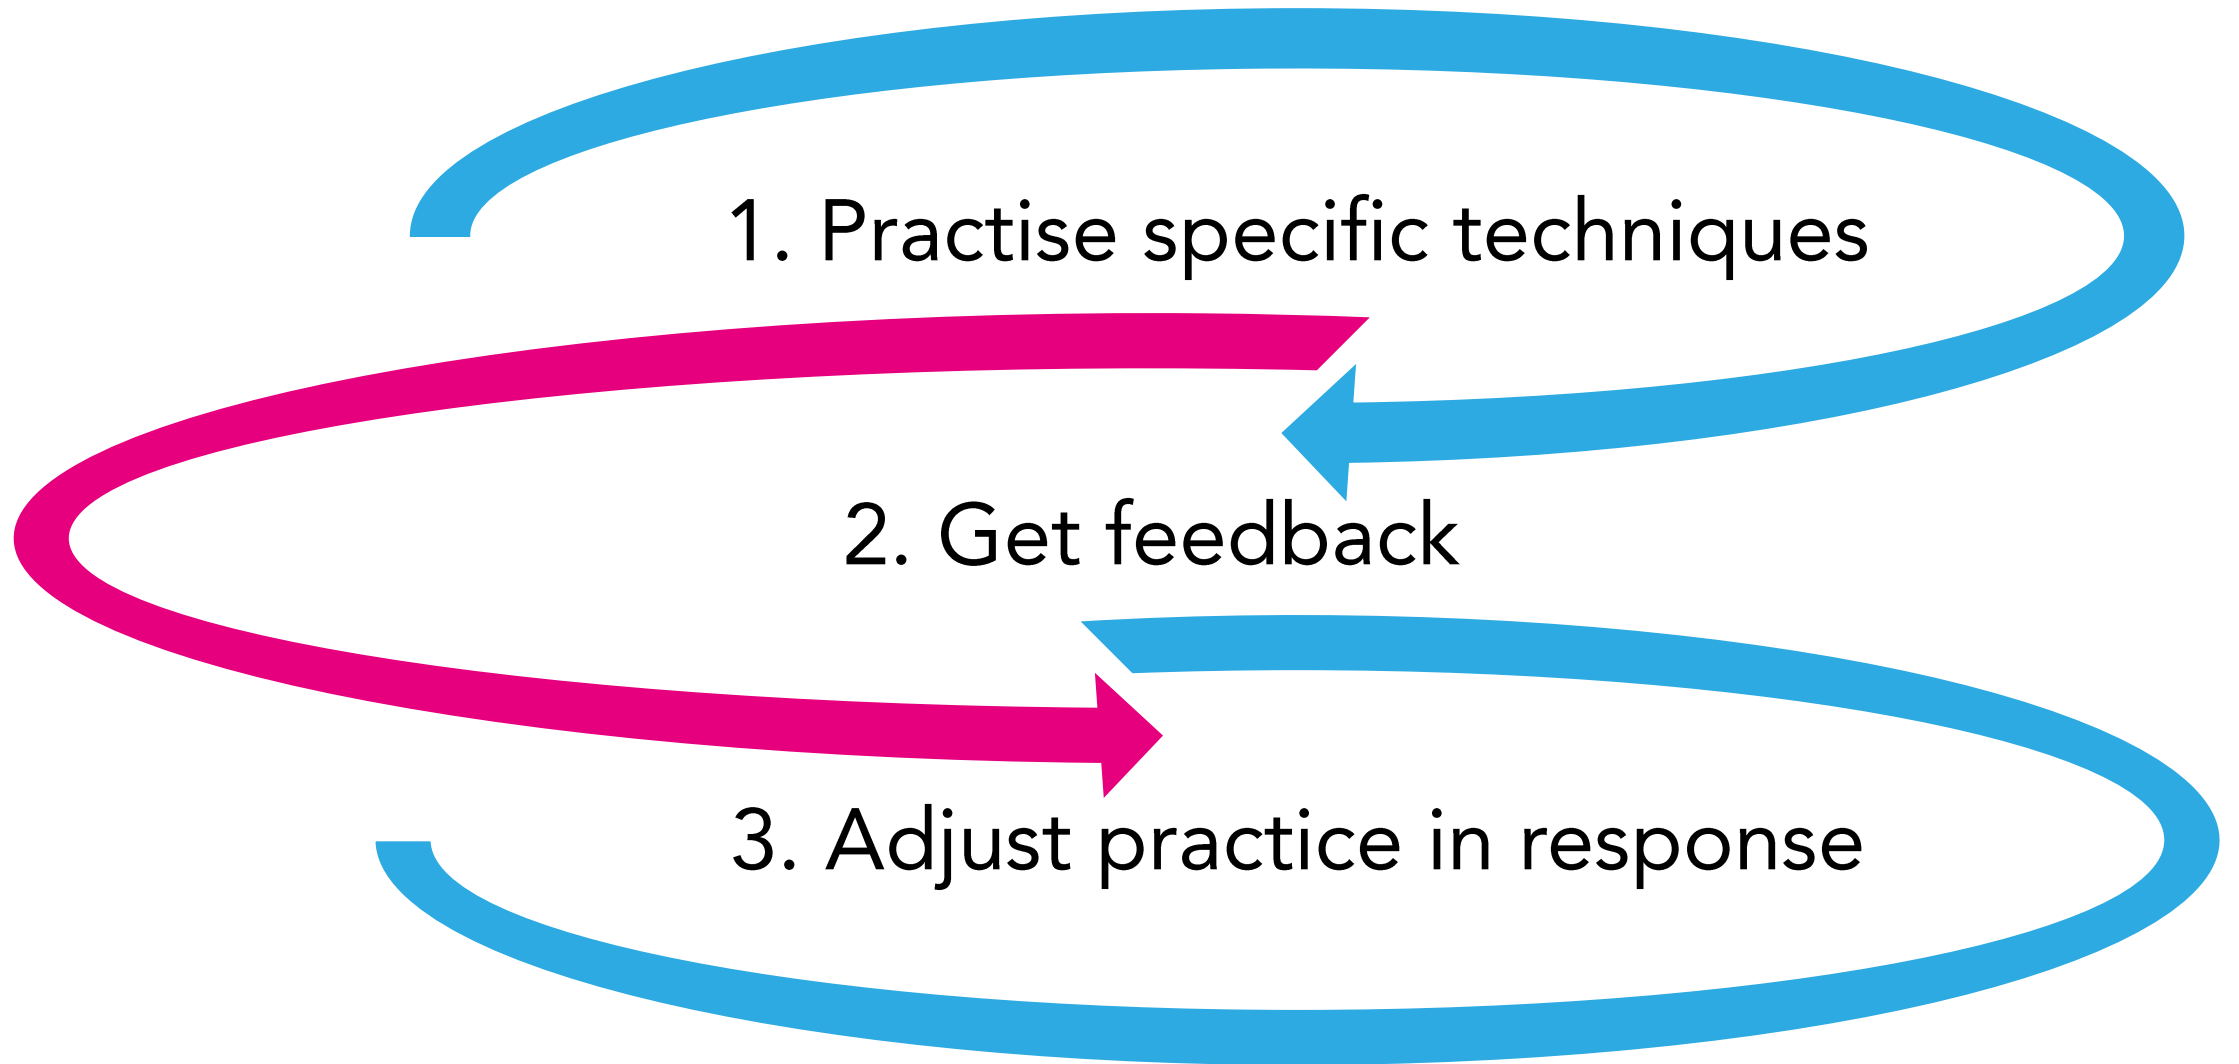 1. Practise specific techniques
2. Get feedback
3. Adjust practice in response